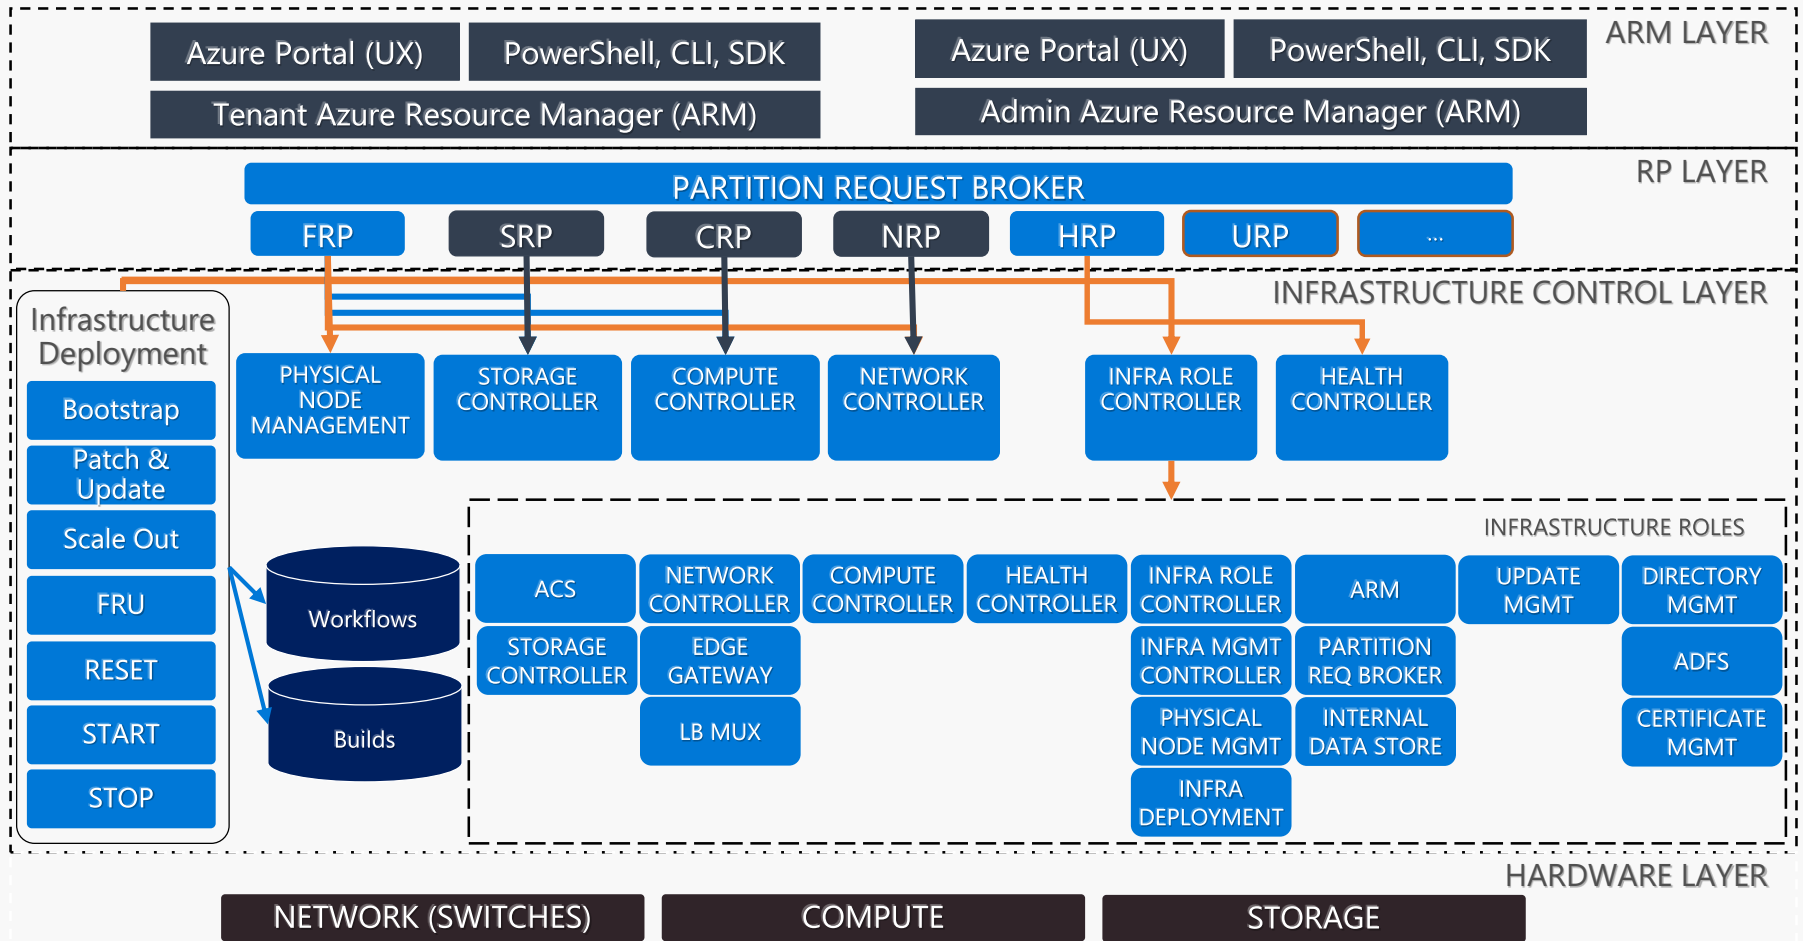 ARM LAYER
Azure Portal (UX)
PowerShell, CLI, SDK
Azure Portal (UX)
PowerShell, CLI, SDK
Tenant Azure Resource Manager (ARM)
Admin Azure Resource Manager (ARM)
RP LAYER
PARTITION REQUEST BROKER
FRP
SRP
CRP
NRP
HRP
URP
...
INFRASTRUCTURE CONTROL LAYER
Infrastructure
Deployment
Bootstrap
Patch &
Update
Scale Out
FRU
RESET
START
STOP
PHYSICAL
NODE
MANAGEMENT
STORAGE
CONTROLLER
COMPUTE
CONTROLLER
NETWORK
CONTROLLER
INFRA ROLE
CONTROLLER
HEALTH
CONTROLLER
Workflows
Builds
INFRASTRUCTURE ROLES
ACS
STORAGE
CONTROLLER
NETWORK
CONTROLLER
EDGE
GATEWAY
LB MUX
COMPUTE
CONTROLLER
HEALTH
CONTROLLER
INFRA ROLE
CONTROLLER
INFRA MGMT
CONTROLLER
PHYSICAL
NODE MGMT
INFRA
DEPLOYMENT
ARM
PARTITION
REQ BROKER
INTERNAL
DATA STORE
UPDATE
MGMT
DIRECTORY
MGMT
ADFS
CERTIFICATE
MGMT
HARDWARE LAYER
NETWORK (SWITCHES)
COMPUTE
STORAGE